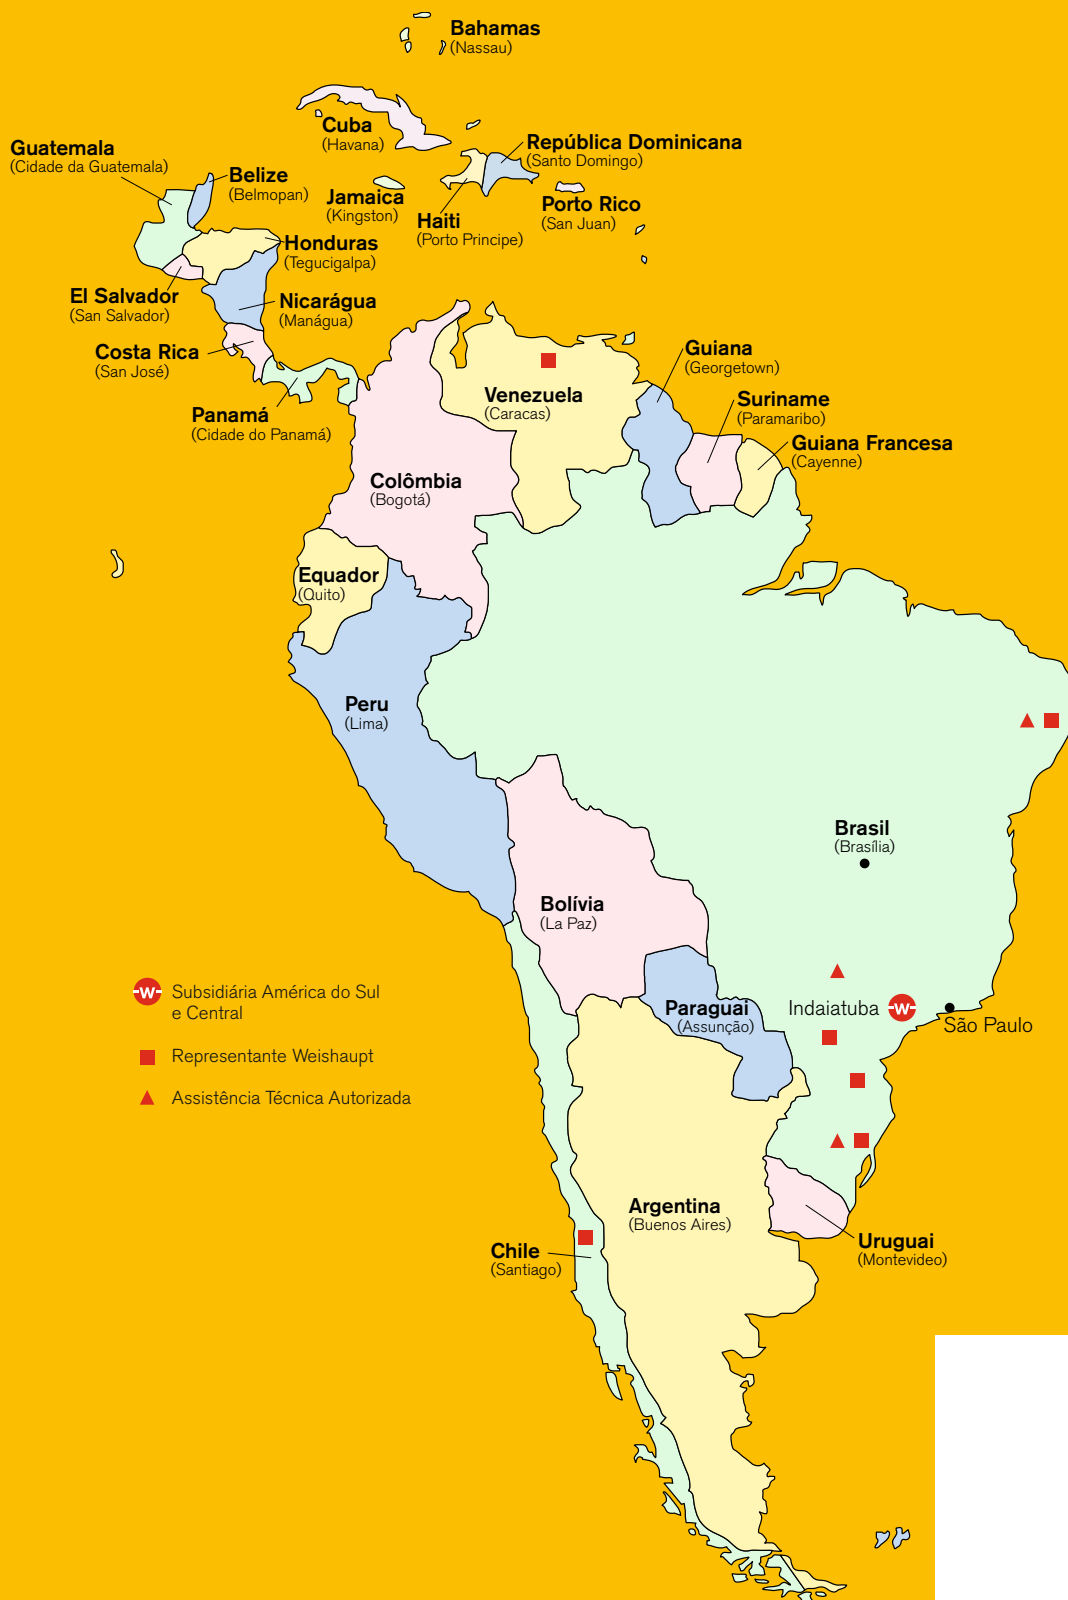 Bahamas
(Nassau)
Cuba
(Havana)
República Dominicana
(Santo Domingo)
Guatemala
(Cidade da Guatemala)
Belize
(Belmopan)
Jamaica
(Kingston)
Haiti
(Porto Principe)
Porto Rico
(San Juan)
Honduras
(Tegucigalpa)
El Salvador
(San Salvador)
Nicarágua
(Manágua)
Costa Rica
(San José)
Panamá
(Cidade do Panamá)
Venezuela
(Caracas)
Guiana
(Georgetown)
Suriname
(Paramaribo)
Guiana Francesa
(Cayenne)
Colômbia
(Bogotá)
Equador
(Quito)
Peru
(Lima)
Brasil
(Brasília)
Bolívia
(La Paz)
Paraguai
(Assunção)
Indaiatuba
-w-
São Paulo
-w-
Subsidiária América do Sul
e Central
Representante Weishaupt
Assistência Técnica Autorizada
Argentina
(Buenos Aires)
Chile
(Santiago)
Uruguai
(Montevideo)